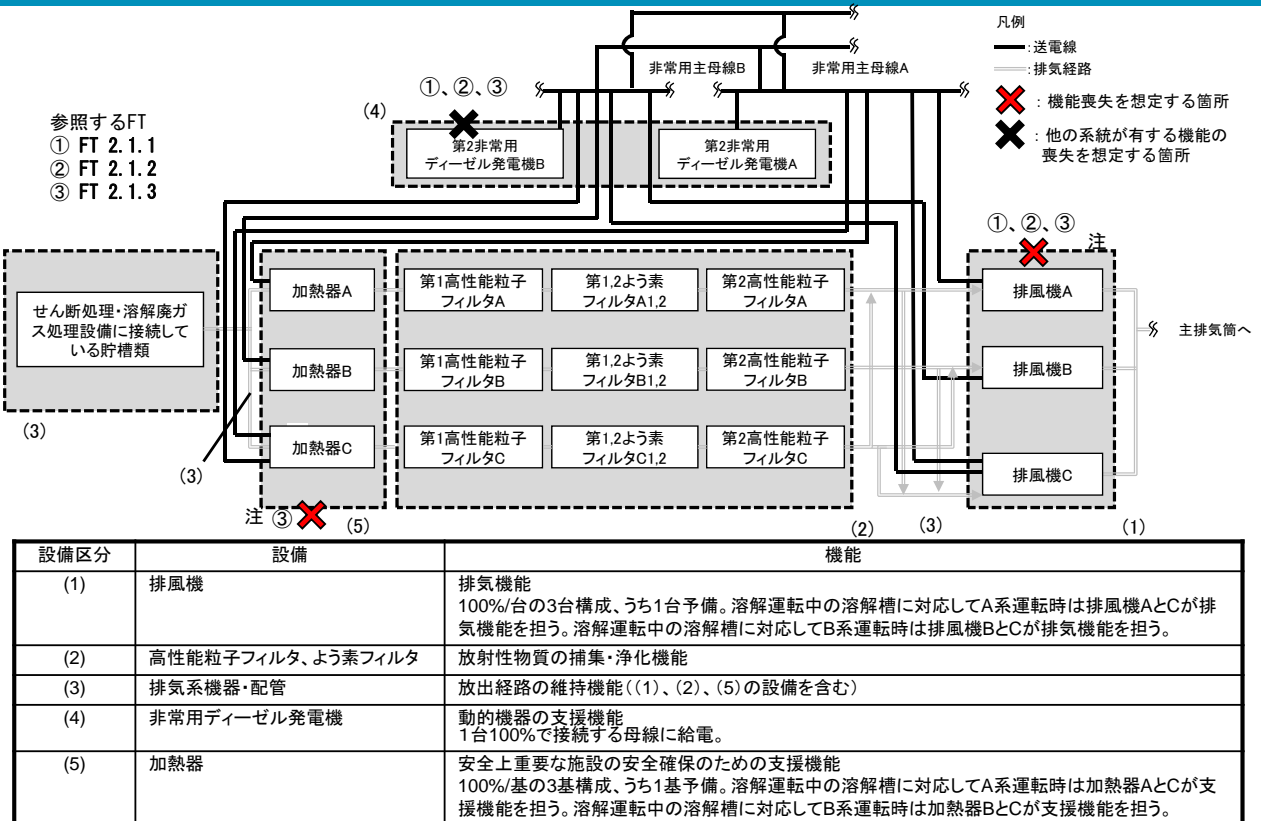 凡例
:送電線
:排気経路
:機能喪失を想定する箇所
:他の系統が有する機能の
喪失を想定する箇所
非常用主母線B
非常用主母線A
参照するFT
① FT 2.1.1
② FT 2.1.2
③ FT 2.1.3
①、②、③
(4)
第2非常用
ディーゼル発電機B
第2非常用
ディーゼル発電機A
①、②、③
注
せん断処理・溶解廃ガ
ス処理設備に接続して
いる貯槽類
(3)
(3)
加熱器A
第1高性能粒子
フィルタA
第1,2よう素
フィルタA1,2
第2高性能粒子
フィルタA
排風機A
加熱器B
第1高性能粒子
フィルタB
第1,2よう素
フィルタB1,2
第2高性能粒子
フィルタB
排風機B
主排気筒へ
加熱器C
第1高性能粒子
フィルタC
第1,2よう素
フィルタC1,2
第2高性能粒子
フィルタC
排風機C
注 ③
(5)
(2)
(3)
(1)
設備区分 設備 機能
(1) 排風機 排気機能
100%/台の3台構成、うち1台予備。溶解運転中の溶解槽に対応してA系運転時は排風機AとCが排
気機能を担う。溶解運転中の溶解槽に対応してB系運転時は排風機BとCが排気機能を担う。
(2) 高性能粒子フィルタ、よう素フィルタ 放射性物質の捕集・浄化機能
(3) 排気系機器・配管 放出経路の維持機能((1)、(2)、(5)の設備を含む)
(4) 非常用ディーゼル発電機 動的機器の支援機能
1台100%で接続する母線に給電。
(5) 加熱器 安全上重要な施設の安全確保のための支援機能
100%/基の3基構成、うち1基予備。溶解運転中の溶解槽に対応してA系運転時は加熱器AとCが支
援機能を担う。溶解運転中の溶解槽に対応してB系運転時は加熱器BとCが支援機能を担う。